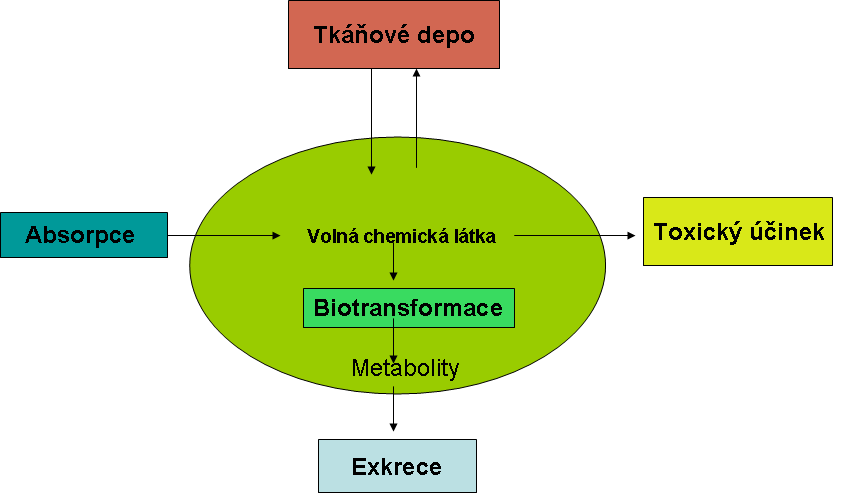 Tkáňové depo
Absorpce
Volná chemická látka
Toxický účinek
Biotransformace
Metabolity
Exkrece